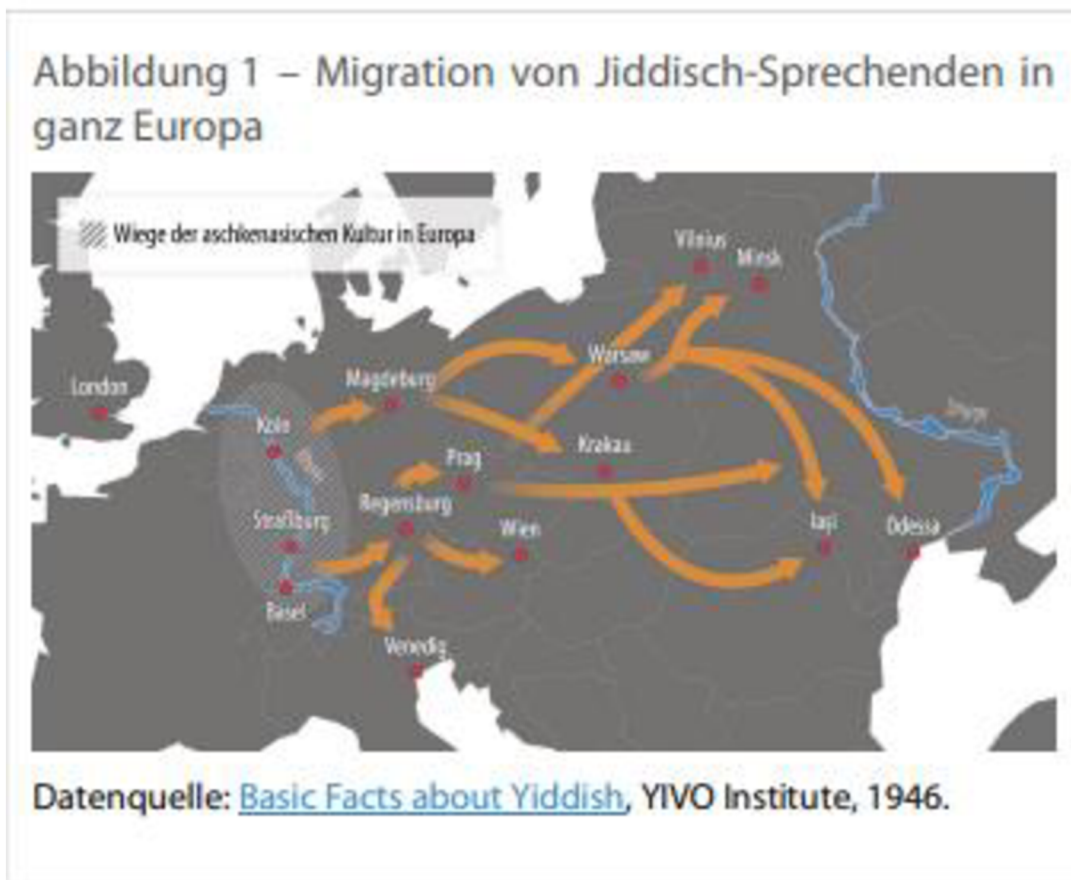 Abbildung 1 – Migration von Jiddisch-Sprechenden in
ganz Europa
Wiege der aschkenasischen Kultur in Europa
Vilnius
Minsk
London
Magdeburg
Warsaw
Köln
Krakau
Prag
Regensburg
Straßburg
Wien
Iaşi
Odessa
Basel
Venedig
Datenquelle: Basic Facts about Yiddish, YIVO Institute, 1946.